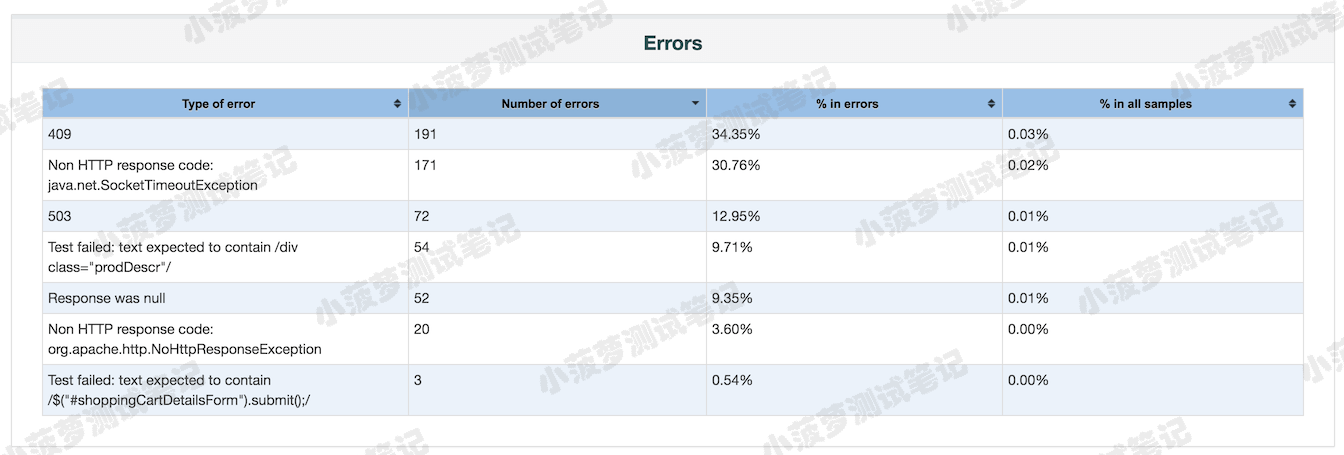 Errors
Type of error Number of errors % in errors % in all samples
409 191 34.35% 0.03%
Non HTTP response code: 171 30.76% 0.02%
java.net.SocketTimeoutException
503 72 12.95% 0.01%
Test failed: text expected to contain /div 54 9.71% 0.01%
class="prodDescr"/
Response was null 52 9.35% 0.01%
Non HTTP response code: 20 3.60% 0.00%
org.apache.http.NoHttpResponseException
Test failed: text expected to contain 3 0.54% 0.00%
/$("#shoppingCartDetailsForm").submit();/
小菠萝测试笔记